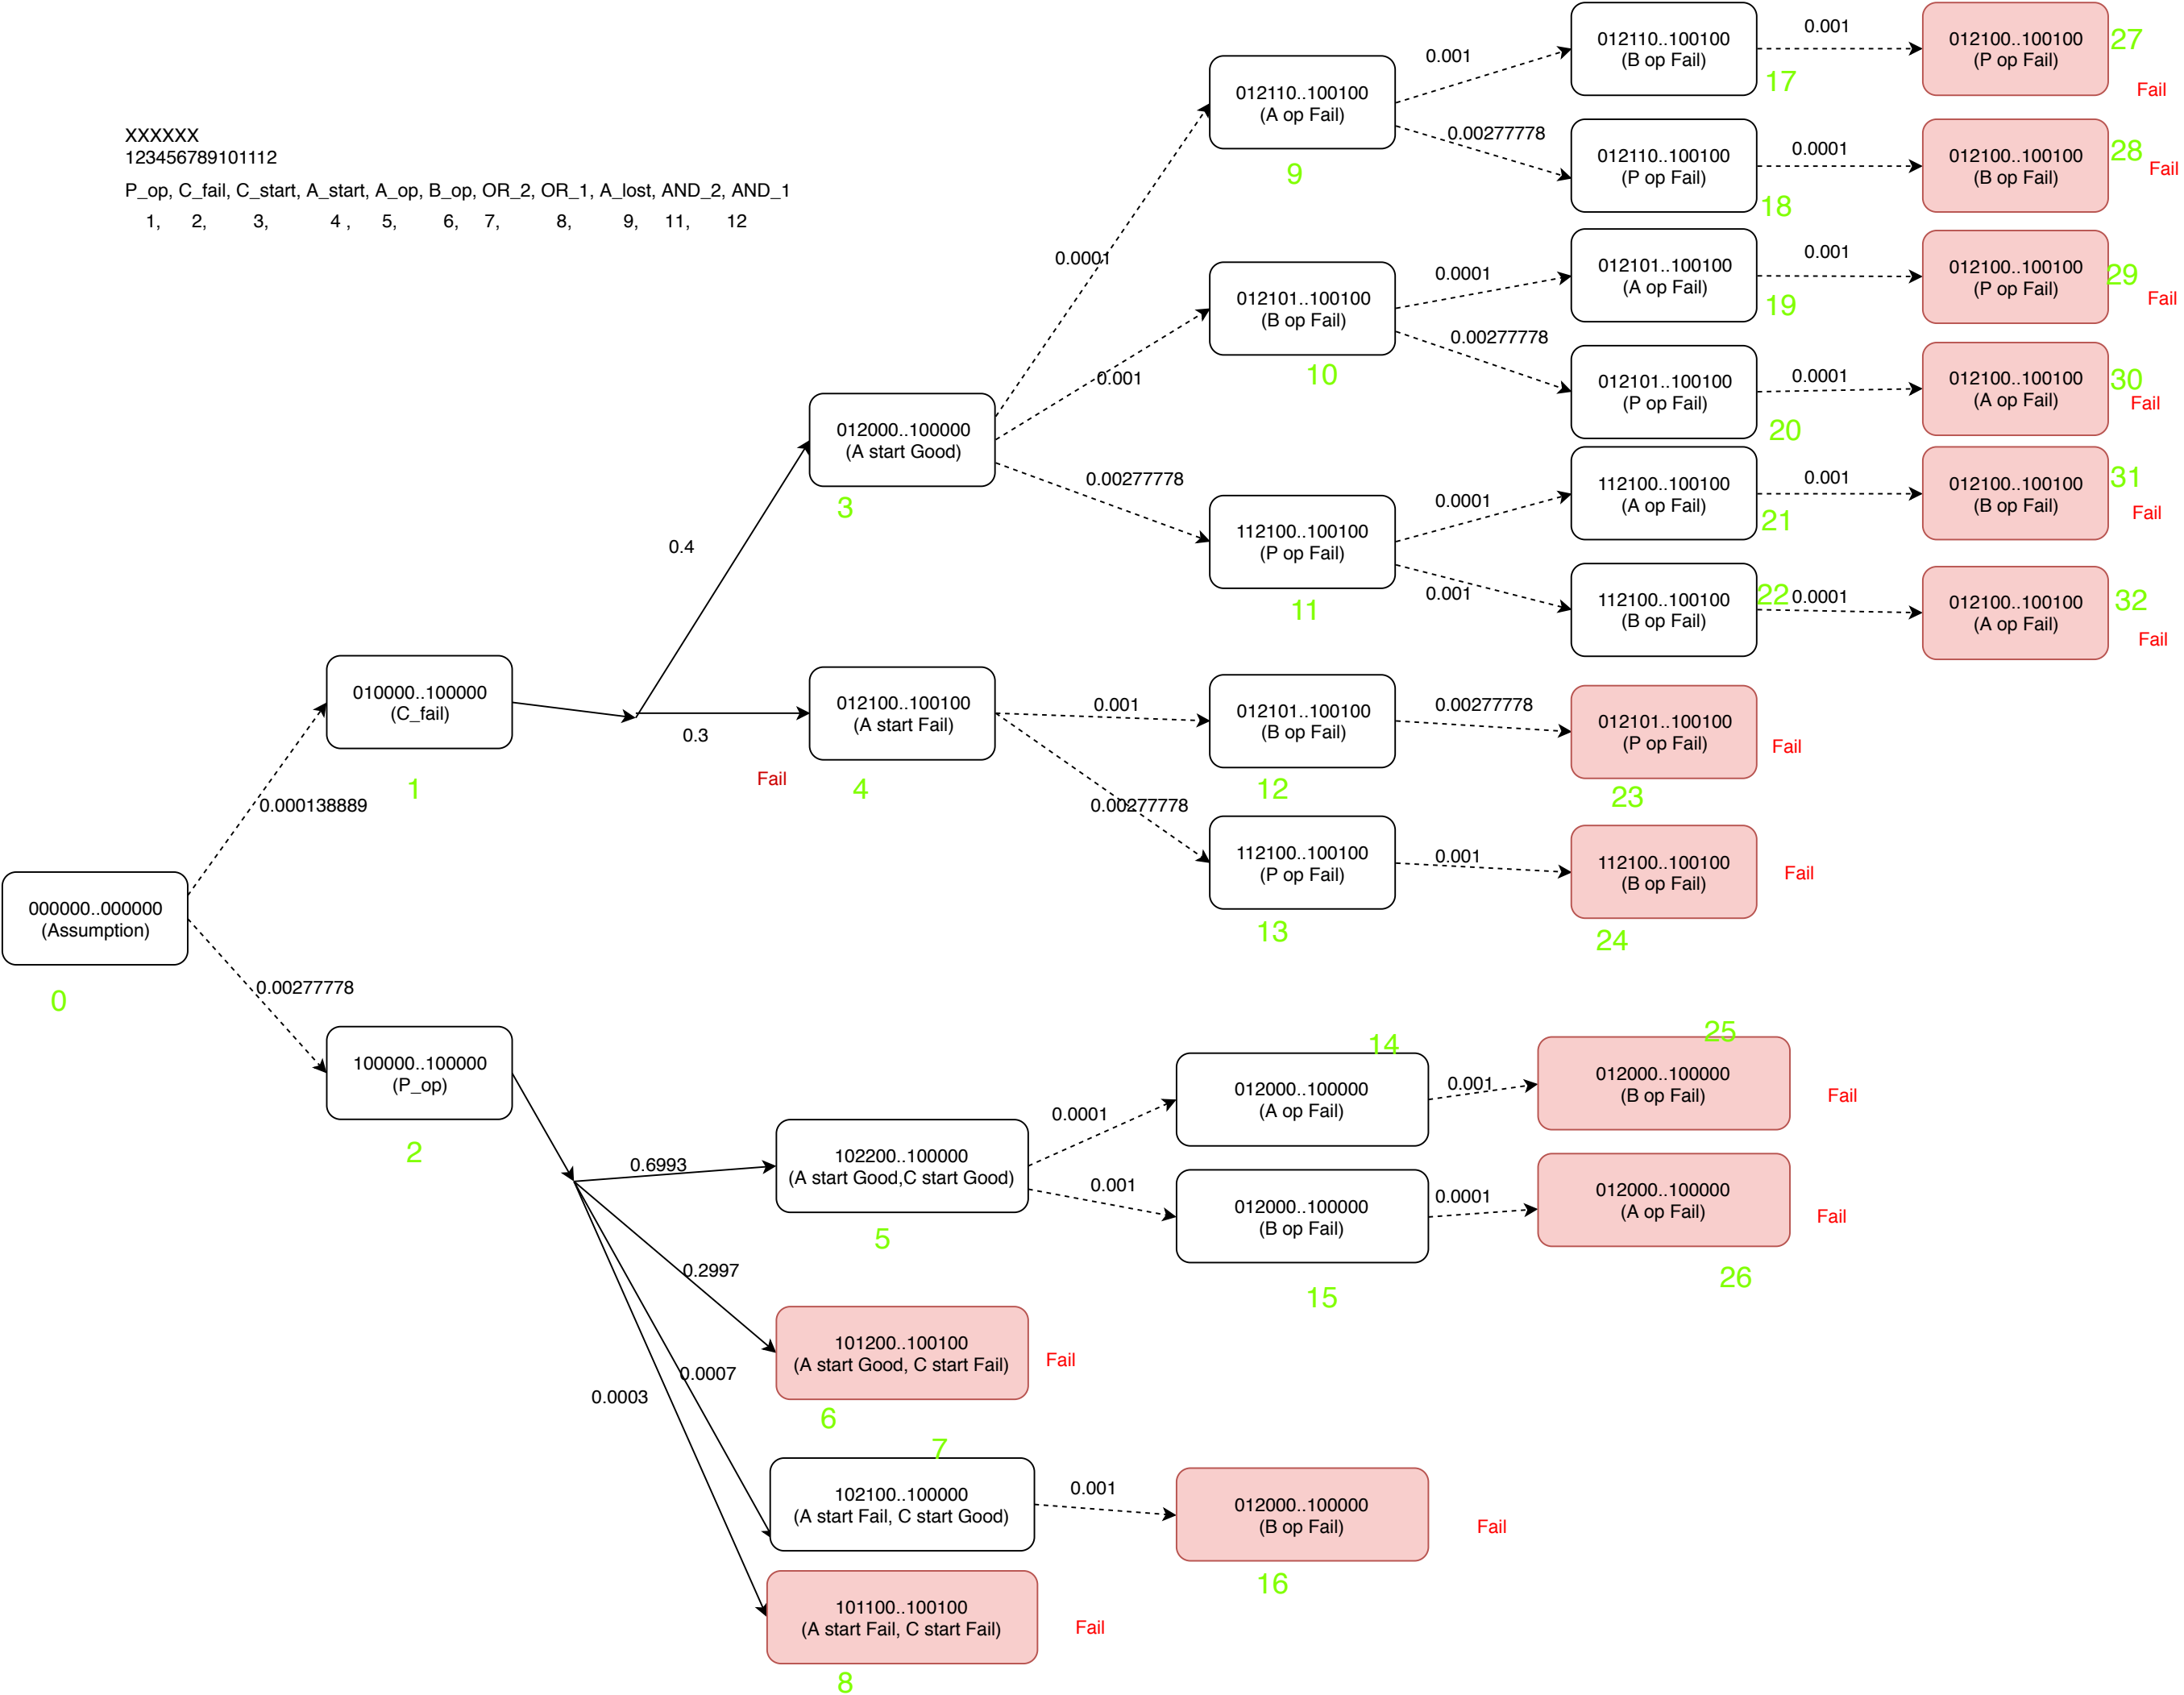 XXXXXX
123456789101112
P_op, C_fail, C_start, A_start, A_op, B_op, OR_2, OR_1, A_lost, AND_2, AND_1
1, 2, 3, 4 , 5, 6, 7, 8, 9, 11, 12
000000..000000
(Assumption)
0
0.000138889
0.00277778
010000..100000
(C_fail)
1
100000..100000
(P_op)
2
0.4
0.3
Fail
012000..100000
(A start Good)
3
012100..100100
(A start Fail)
4
0.6993
0.2997
0.0007
0.0003
102200..100000
(A start Good,C start Good)
5
101200..100100
(A start Good, C start Fail)
Fail
6
7
102100..100000
(A start Fail, C start Good)
101100..100100
(A start Fail, C start Fail)
Fail
8
0.0001
0.001
0.00277778
012110..100100
(A op Fail)
9
012101..100100
(B op Fail)
10
112100..100100
(P op Fail)
11
0.001
0.00277778
012101..100100
(B op Fail)
12
112100..100100
(P op Fail)
13
0.0001
0.001
14
012000..100000
(A op Fail)
012000..100000
(B op Fail)
15
0.001
012000..100000
(B op Fail)
Fail
16
0.001
0.00277778
012110..100100
(B op Fail)
17
012110..100100
(P op Fail)
18
0.0001
0.00277778
012101..100100
(A op Fail)
19
012101..100100
(P op Fail)
20
0.0001
0.001
112100..100100
(A op Fail)
21
112100..100100
(B op Fail)
22
0.00277778
012101..100100
(P op Fail)
Fail
23
0.001
112100..100100
(B op Fail)
Fail
24
0.001
25
012000..100000
(B op Fail)
Fail
0.0001
012000..100000
(A op Fail)
Fail
26
0.001
012100..100100
(P op Fail)
27
Fail
0.0001
012100..100100
(B op Fail)
28
Fail
0.001
012100..100100
(P op Fail)
29
Fail
0.0001
012100..100100
(A op Fail)
30
Fail
0.001
012100..100100
(B op Fail)
31
Fail
0.0001
012100..100100
(A op Fail)
32
Fail